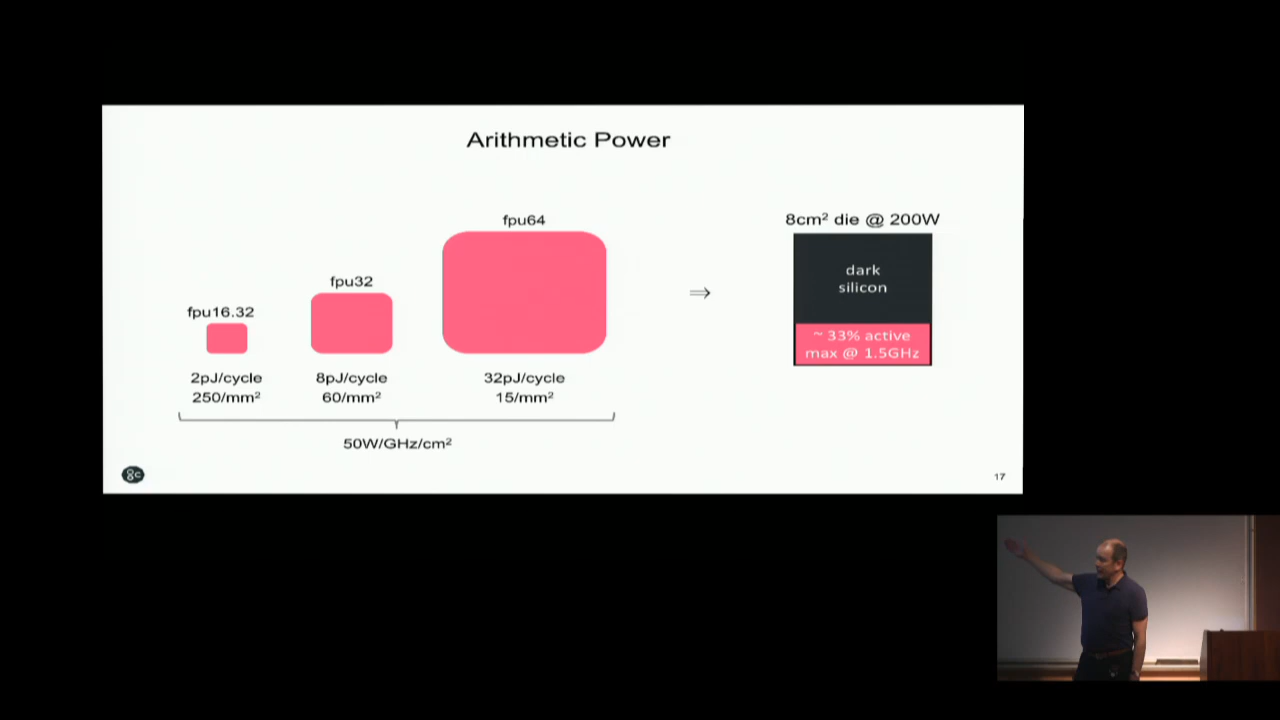 Arithmetic Power
fpu16.32
2pJ/cycle
250/mm²
fpu32
8pJ/cycle
60/mm²
fpu64
32pJ/cycle
15/mm²
50W/GHz/cm²
⇒
8cm² die @ 200W
dark
silicon
~ 33% active
max @ 1.5GHz
gc
17